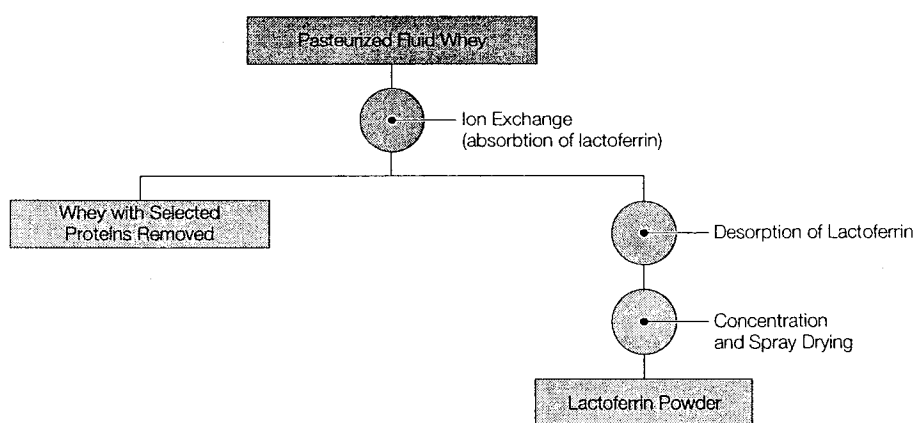 Pasteurized Fluid Whey
Ion Exchange
(absorbtion of lactoferrin)
Whey with Selected
Proteins Removed
Desorption of Lactoferrin
Concentration
and Spray Drying
Lactoferrin Powder